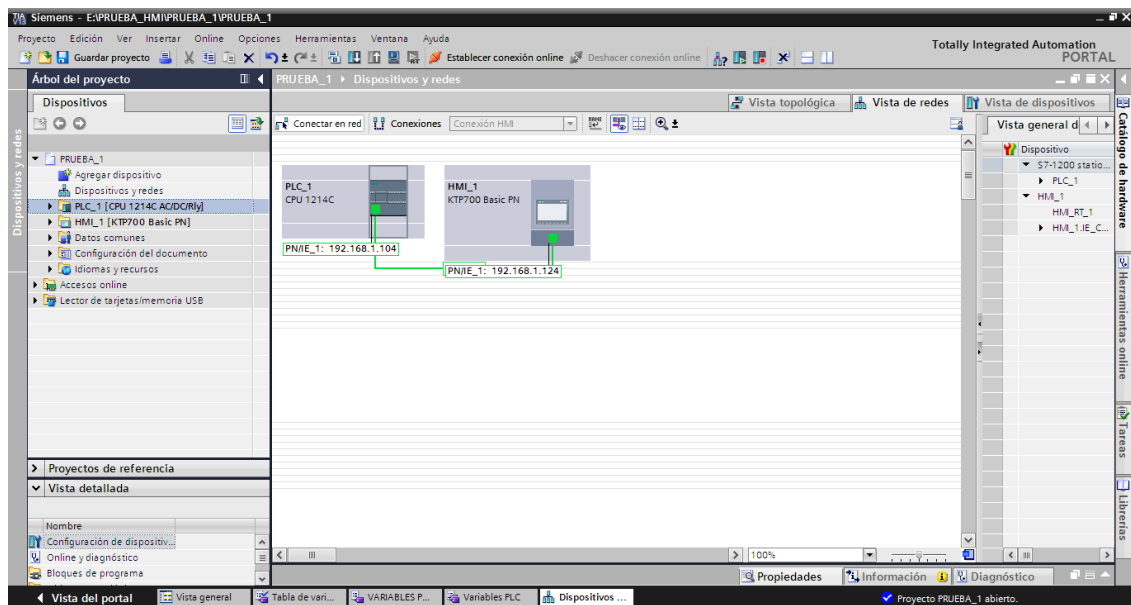 Siemens - E:\PRUEBA_HMI\PRUEBA_1\PRUEBA_1
Proyecto Edición Ver Insertar Online Opciones Herramientas Ventana Ayuda
Totally Integrated Automation
PORTAL
Guardar proyecto
Establecer conexión online
Deshacer conexión online
Árbol del proyecto
PRUEBA_1 Dispositivos y redes
Dispositivos
Vista topológica
Vista de redes
Vista de dispositivos
Conectar en red
Conexiones
Conexión HMI
Vista general d
Dispositivos y redes
PRUEBA_1
Agregar dispositivo
Dispositivos y redes
PLC_1 [CPU 1214C AC/DC/Rly]
HMI_1 [KTP700 Basic PN]
Datos comunes
Configuración del documento
Idiomas y recursos
Accesos online
Lector de tarjetas/memoria USB
PLC_1
CPU 1214C
HMI_1
KTP700 Basic PN
PN/IE_1: 192.168.1.104
PN/IE_1: 192.168.1.124
Dispositivo
S7-1200 statio...
PLC_1
HMI_1
HMI_RT_1
HMI_1.IE_C...
Catálogo de hardware
Herramientas online
Tareas
Librerías
Proyectos de referencia
Vista detallada
Nombre
Configuración de dispositiv...
Online y diagnóstico
Bloques de programa
100%
Propiedades
Información
Diagnóstico
Vista del portal
Vista general
Tabla de vari...
VARIABLES P...
Variables PLC
Dispositivos ...
Proyecto PRUEBA_1 abierto.